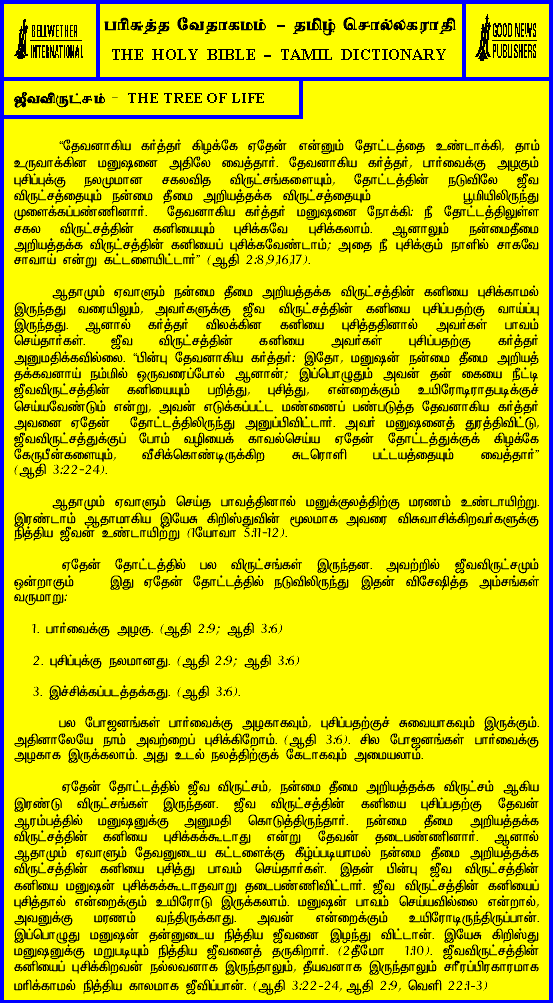 BELLWETHER
INTERNATIONAL
பரிசுத்த வேதாகமம் - தமிழ் சொல்லகராதி
THE HOLY BIBLE - TAMIL DICTIONARY
GOOD NEWS
PUBLISHERS
ஜீவவிருட்சம் - THE TREE OF LIFE
“தேவனாகிய கர்த்தர் கிழக்கே ஏதேன் என்னும் தோட்டத்தை உண்டாக்கி, தாம்
உருவாக்கின மனுஷனை அதிலே வைத்தார். தேவனாகிய கர்த்தர், பார்வைக்கு அழகும்
புசிப்புக்கு நலமுமான சகலவித விருட்சங்களையும், தோட்டத்தின் நடுவிலே ஜீவ
விருட்சத்தையும் நன்மை தீமை அறியத்தக்க விருட்சத்தையும் பூமியிலிருந்து
முளைக்கப்பண்ணினார். தேவனாகிய கர்த்தர் மனுஷனை நோக்கி: நீ தோட்டத்திலுள்ள
சகல விருட்சத்தின் கனியையும் புசிக்கவே புசிக்கலாம். ஆனாலும் நன்மைதீமை
அறியத்தக்க விருட்சத்தின் கனியைப் புசிக்கவேண்டாம்; அதை நீ புசிக்கும் நாளில் சாகவே
சாவாய் என்று கட்டளையிட்டார்” (ஆதி 2:8,9,16,17).
ஆதாமும் ஏவாளும் நன்மை தீமை அறியத்தக்க விருட்சத்தின் கனியை புசிக்காமல்
இருந்தது வரையிலும், அவர்களுக்கு ஜீவ விருட்சத்தின் கனியை புசிப்பதற்கு வாய்ப்பு
இருந்தது. ஆனால் கர்த்தர் விலக்கின கனியை புசித்ததினால் அவர்கள் பாவம்
செய்தார்கள். ஜீவ விருட்சத்தின் கனியை அவர்கள் புசிப்பதற்கு கர்த்தர்
அனுமதிக்கவில்லை. “பின்பு தேவனாகிய கர்த்தர்: இதோ, மனுஷன் நன்மை தீமை அறியத்
தக்கவனாய் நம்மில் ஒருவரைப்போல் ஆனான்; இப்பொழுதும் அவன் தன் கையை நீட்டி
ஜீவவிருட்சத்தின் கனியையும் பறித்து, புசித்து, என்றைக்கும் உயிரோடிராதபடிக்குச்
செய்யவேண்டும் என்று, அவன் எடுக்கப்பட்ட மண்ணைப் பண்படுத்த தேவனாகிய கர்த்தர்
அவனை ஏதேன் தோட்டத்திலிருந்து அனுப்பிவிட்டார். அவர் மனுஷனைத் துரத்திவிட்டு,
ஜீவவிருட்சத்துக்குப் போம் வழியைக் காவல்செய்ய ஏதேன் தோட்டத்துக்குக் கிழக்கே
கேருபீன்களையும், வீசிக்கொண்டிருக்கிற சுடரொளி பட்டயத்தையும் வைத்தார்”
(ஆதி 3:22-24).
ஆதாமும் ஏவாளும் செய்த பாவத்தினால் மனுக்குலத்திற்கு மரணம் உண்டாயிற்று.
இரண்டாம் ஆதாமாகிய இயேசு கிறிஸ்துவின் மூலமாக அவரை விசுவாசிக்கிறவர்களுக்கு
நித்திய ஜீவன் உண்டாயிற்று (1யோவா 5:11-12).
ஏதேன் தோட்டத்தில் பல விருட்சங்கள் இருந்தன. அவற்றில் ஜீவவிருட்சமும்
ஒன்றாகும் இது ஏதேன் தோட்டத்தில் நடுவிலிருந்து இதன் விசேஷித்த அம்சங்கள்
வருமாறு:
1. பார்வைக்கு அழகு. (ஆதி 2:9; ஆதி 3:6)
2. புசிப்புக்கு நலமானது. (ஆதி 2:9; ஆதி 3:6)
3. இச்சிக்கப்படத்தக்கது. (ஆதி 3:6).
பல போஜனங்கள் பார்வைக்கு அழகாகவும், புசிப்பதற்குச் சுவையாகவும் இருக்கும்.
அதினாலேயே நாம் அவற்றைப் புசிக்கிறோம். (ஆதி 3:6). சில போஜனங்கள் பார்வைக்கு
அழகாக இருக்கலாம். அது உடல் நலத்திற்குக் கேடாகவும் அமையலாம்.
ஏதேன் தோட்டத்தில் ஜீவ விருட்சம், நன்மை தீமை அறியத்தக்க விருட்சம் ஆகிய
இரண்டு விருட்சங்கள் இருந்தன. ஜீவ விருட்சத்தின் கனியை புசிப்பதற்கு தேவன்
ஆரம்பத்தில் மனுஷனுக்கு அனுமதி கொடுத்திருந்தார். நன்மை தீமை அறியத்தக்க
விருட்சத்தின் கனியை புசிக்கக்கூடாது என்று தேவன் தடைபண்ணினார். ஆனால்
ஆதாமும் ஏவாளும் தேவனுடைய கட்டளைக்கு கீழ்ப்படியாமல் நன்மை தீமை அறியத்தக்க
விருட்சத்தின் கனியை புசித்து பாவம் செய்தார்கள். இதன் பின்பு ஜீவ விருட்சத்தின்
கனியை மனுஷன் புசிக்கக்கூடாதவாறு தடைபண்ணிவிட்டார். ஜீவ விருட்சத்தின் கனியைப்
புசித்தால் என்றைக்கும் உயிரோடு இருக்கலாம். மனுஷன் பாவம் செய்யவில்லை என்றால்,
அவனுக்கு மரணம் வந்திருக்காது. அவன் என்றைக்கும் உயிரோடிருந்திருப்பான்.
இப்பொழுது மனுஷன் தன்னுடைய நித்திய ஜீவனை இழந்து விட்டான். இயேசு கிறிஸ்து
மனுஷனுக்கு மறுபடியும் நித்திய ஜீவனைத் தருகிறார். (2தீமோ 1:10). ஜீவவிருட்சத்தின்
கனியைப் புசிக்கிறவன் நல்லவனாக இருந்தாலும், தீயவனாக இருந்தாலும் சரீரப்பிரகாரமாக
மரிக்காமல் நித்திய காலமாக ஜீவிப்பான். (ஆதி 3:22-24, ஆதி 2:9, வெளி 22:1-3)